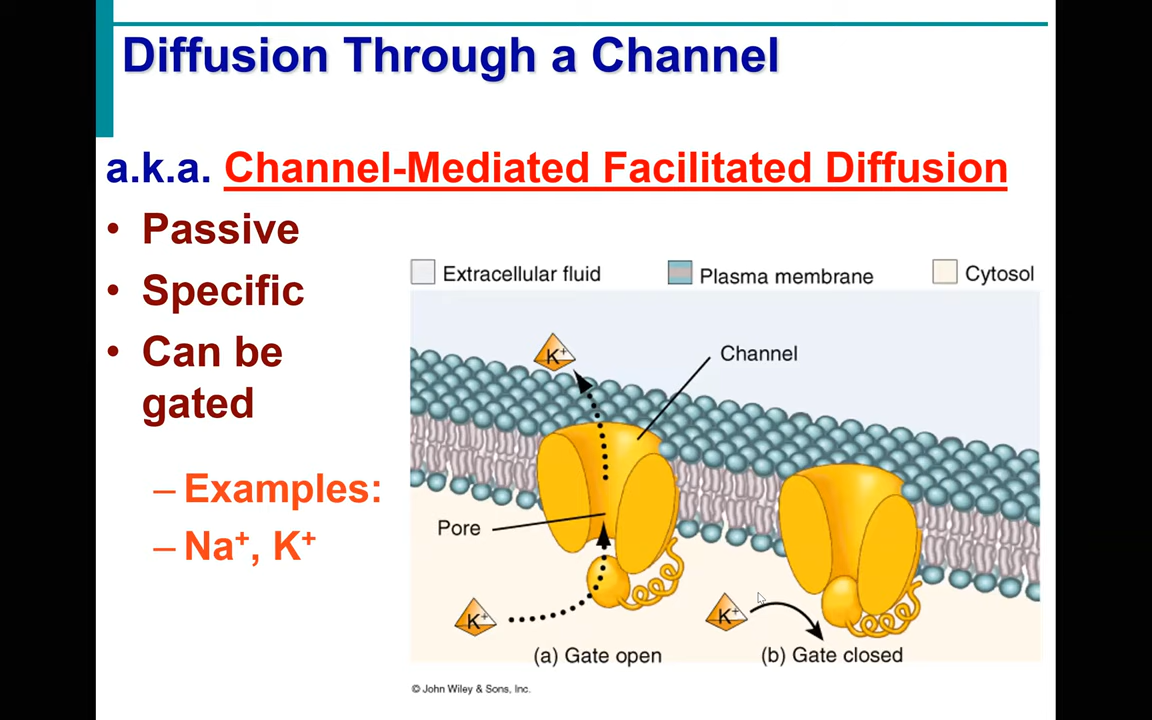 Diffusion Through a Channel
a.k.a. Channel-Mediated Facilitated Diffusion
• Passive
• Specific
• Can be
gated
– Examples:
– Na⁺, K⁺
Extracellular fluid
Plasma membrane
Cytosol
K⁺
Channel
Pore
K⁺
K⁺
(a) Gate open
(b) Gate closed
© John Wiley & Sons, Inc.